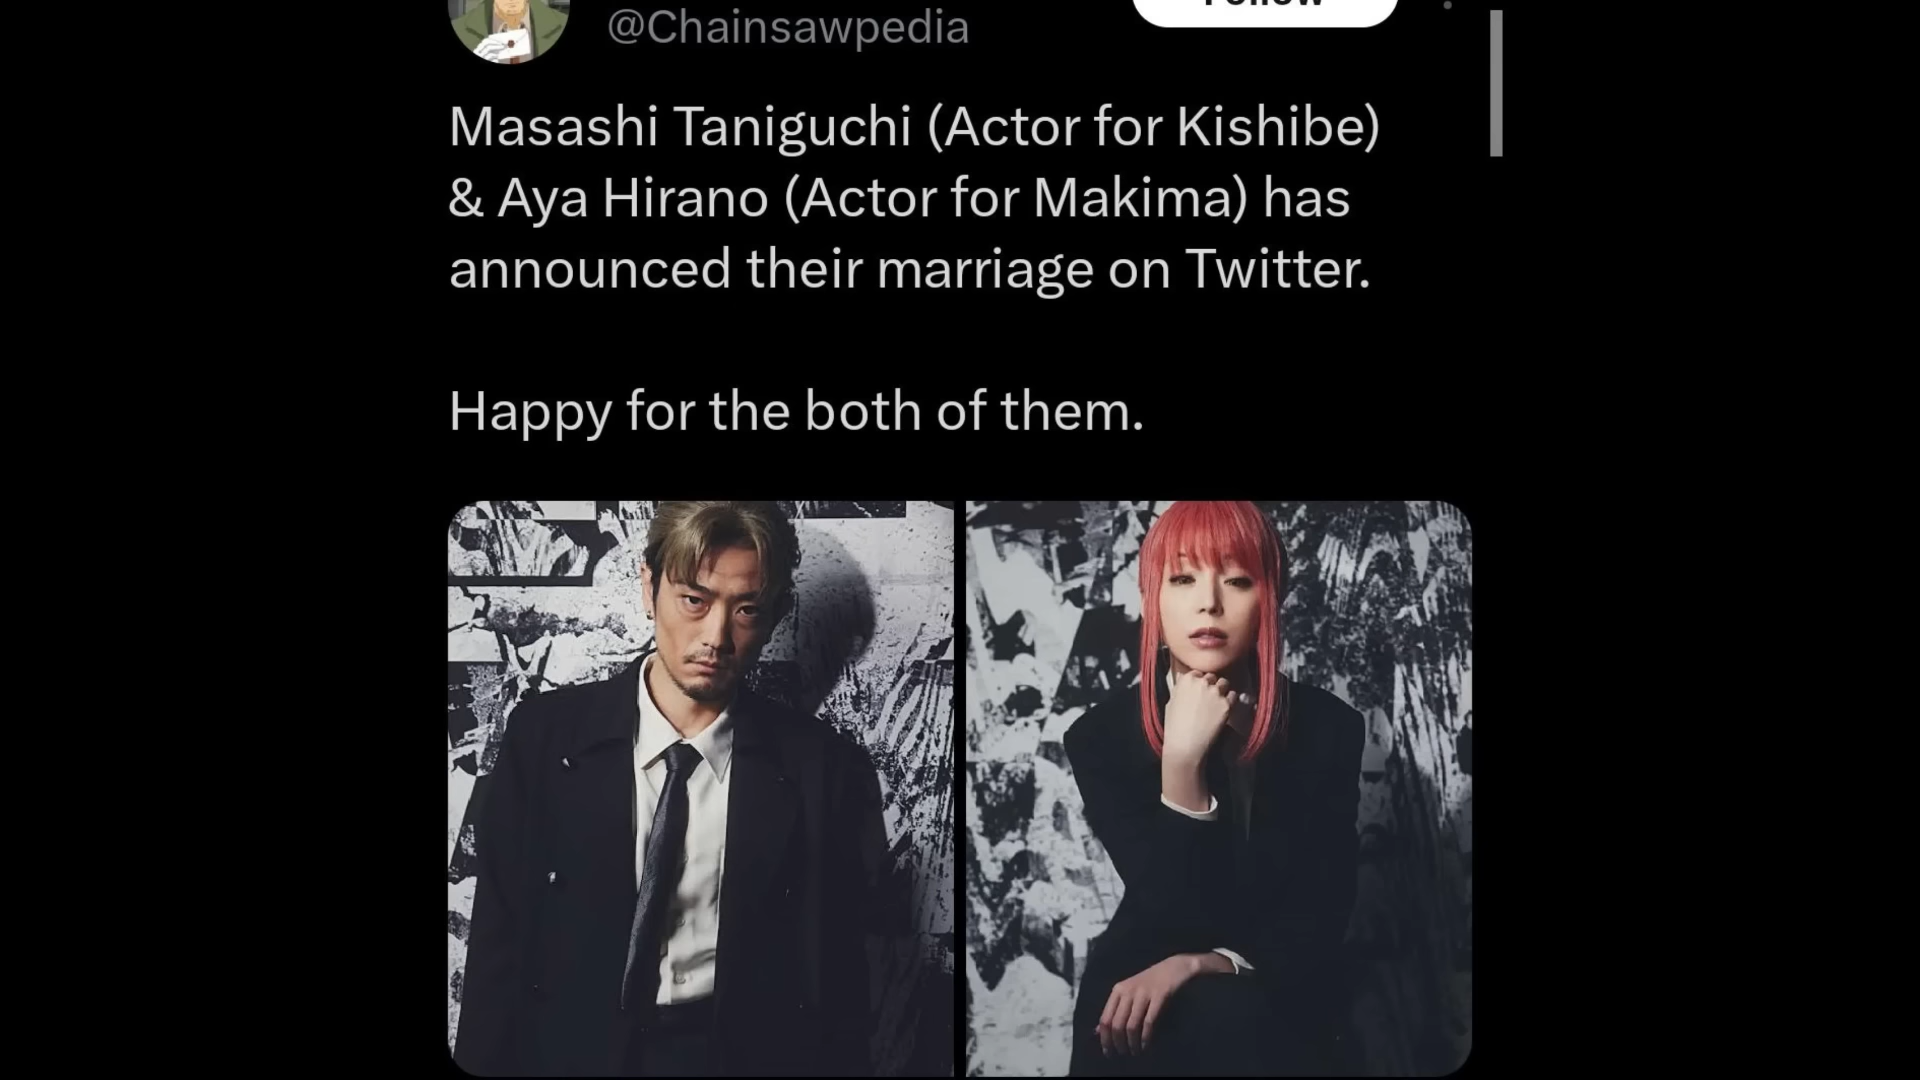 @Chainsawpedia
Follow
Masashi Taniguchi (Actor for Kishibe)
& Aya Hirano (Actor for Makima) has
announced their marriage on Twitter.
Happy for the both of them.